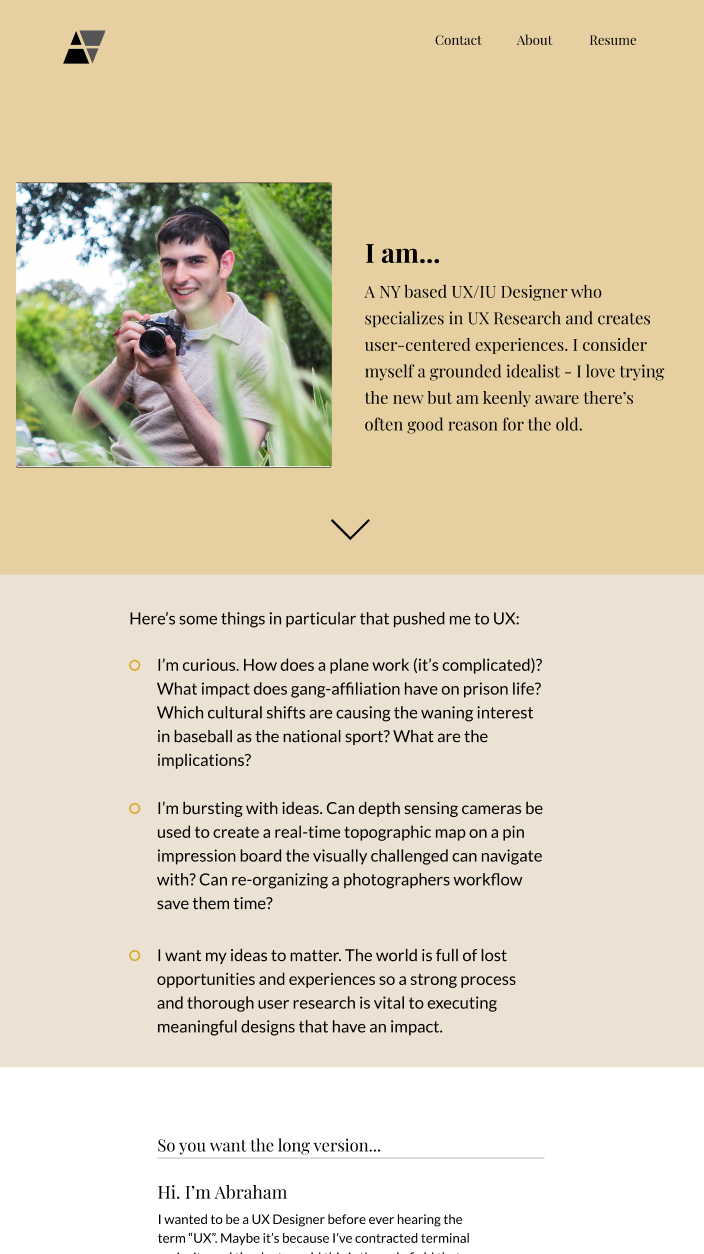 Contact About Resume
I am...
A NY based UX/IU Designer who
specializes in UX Research and creates
user-centered experiences. I consider
myself a grounded idealist - I love trying
the new but am keenly aware there's
often good reason for the old.
Here's some things in particular that pushed me to UX:
I'm curious. How does a plane work (it's complicated)?
What impact does gang-affiliation have on prison life?
Which cultural shifts are causing the waning interest
in baseball as the national sport? What are the
implications?
I'm bursting with ideas. Can depth sensing cameras be
used to create a real-time topographic map on a pin
impression board the visually challenged can navigate
with? Can re-organizing a photographers workflow
save them time?
I want my ideas to matter. The world is full of lost
opportunities and experiences so a strong process
and thorough user research is vital to executing
meaningful designs that have an impact.
So you want the long version...
Hi. I'm Abraham
I wanted to be a UX Designer before ever hearing the
term “UX”. Maybe it's because I've contracted terminal